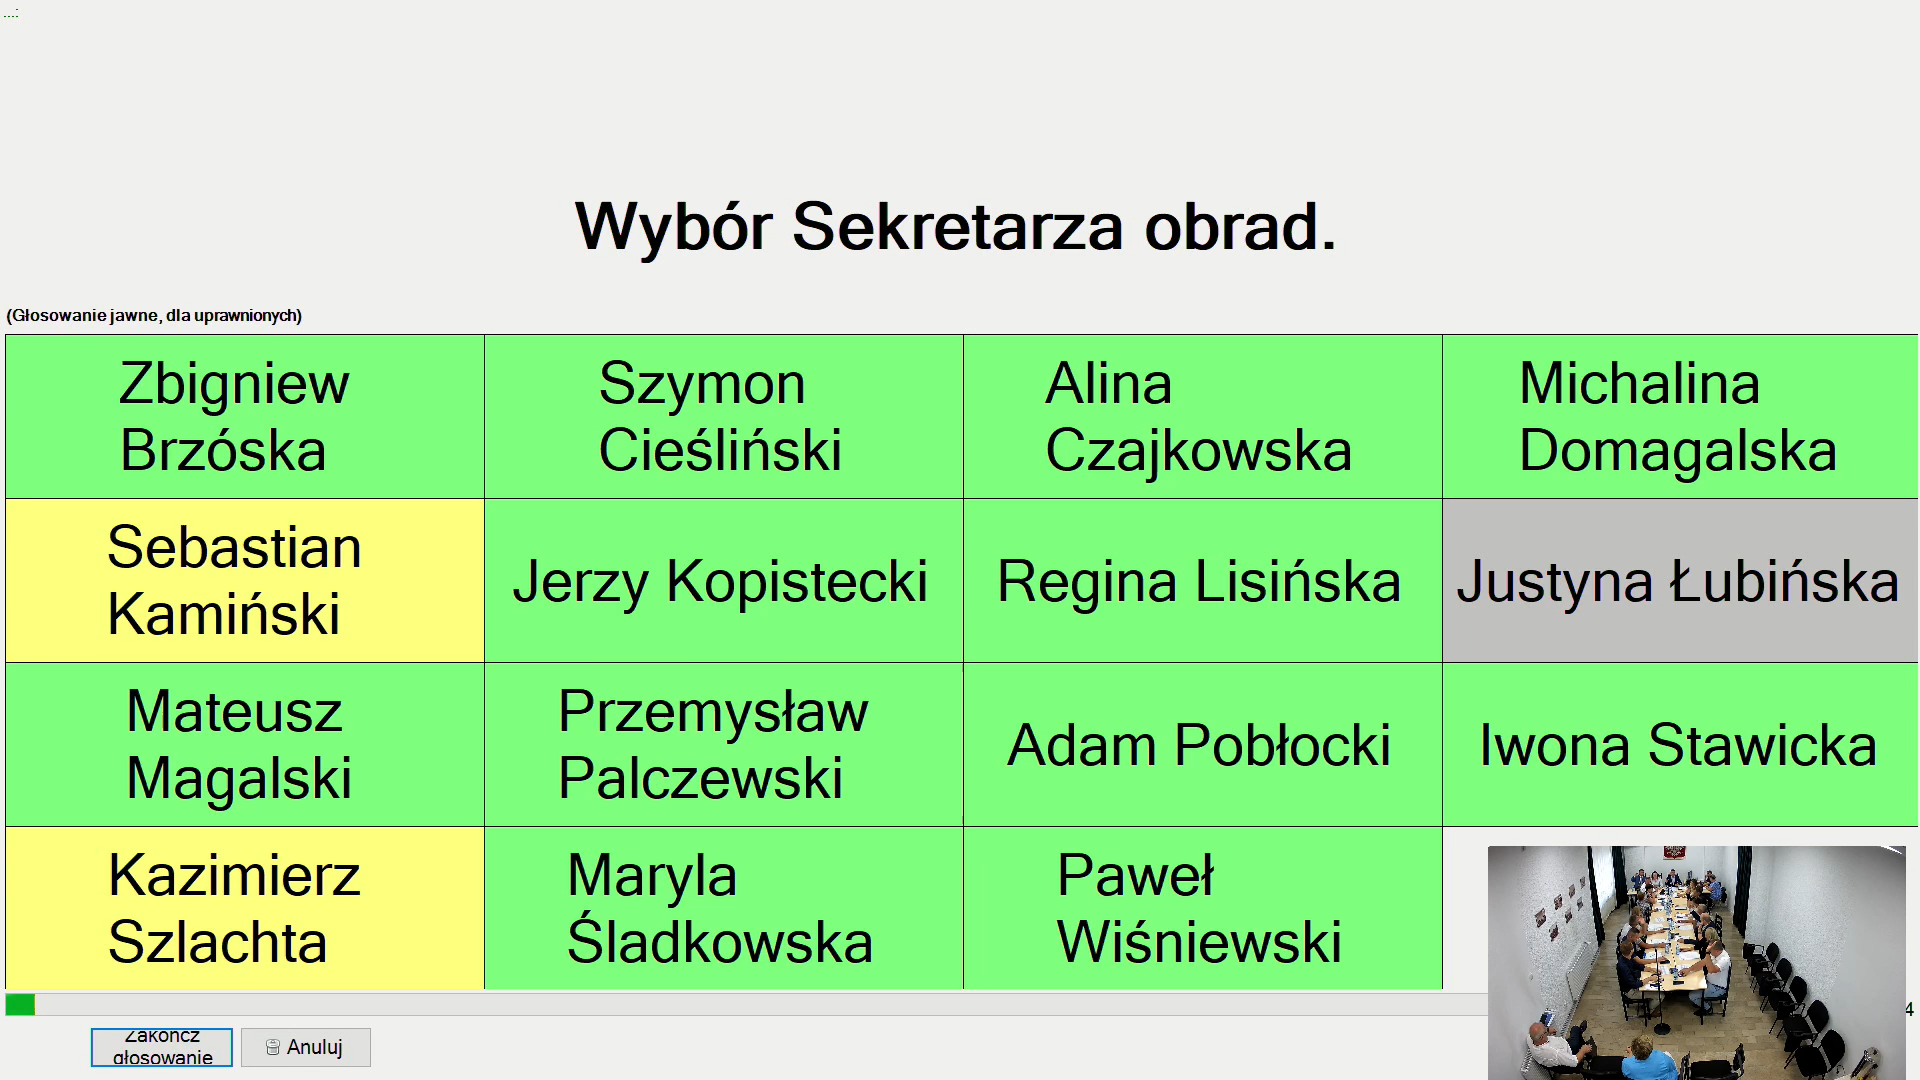 ...:
Wybór Sekretarza obrad.
(Głosowanie jawne, dla uprawnionych)
Zbigniew
Brzóska
Szymon
Cieśliński
Alina
Czajkowska
Michalina
Domagalska
Sebastian
Kamiński
Jerzy Kopistecki
Regina Lisińska
Justyna Łubińska
Mateusz
Magalski
Przemysław
Palczewski
Adam Pobłocki
Iwona Stawicka
Kazimierz
Szlachta
Maryla
Śladkowska
Paweł
Wiśniewski
4
Zakończ
głosowanie
Anuluj